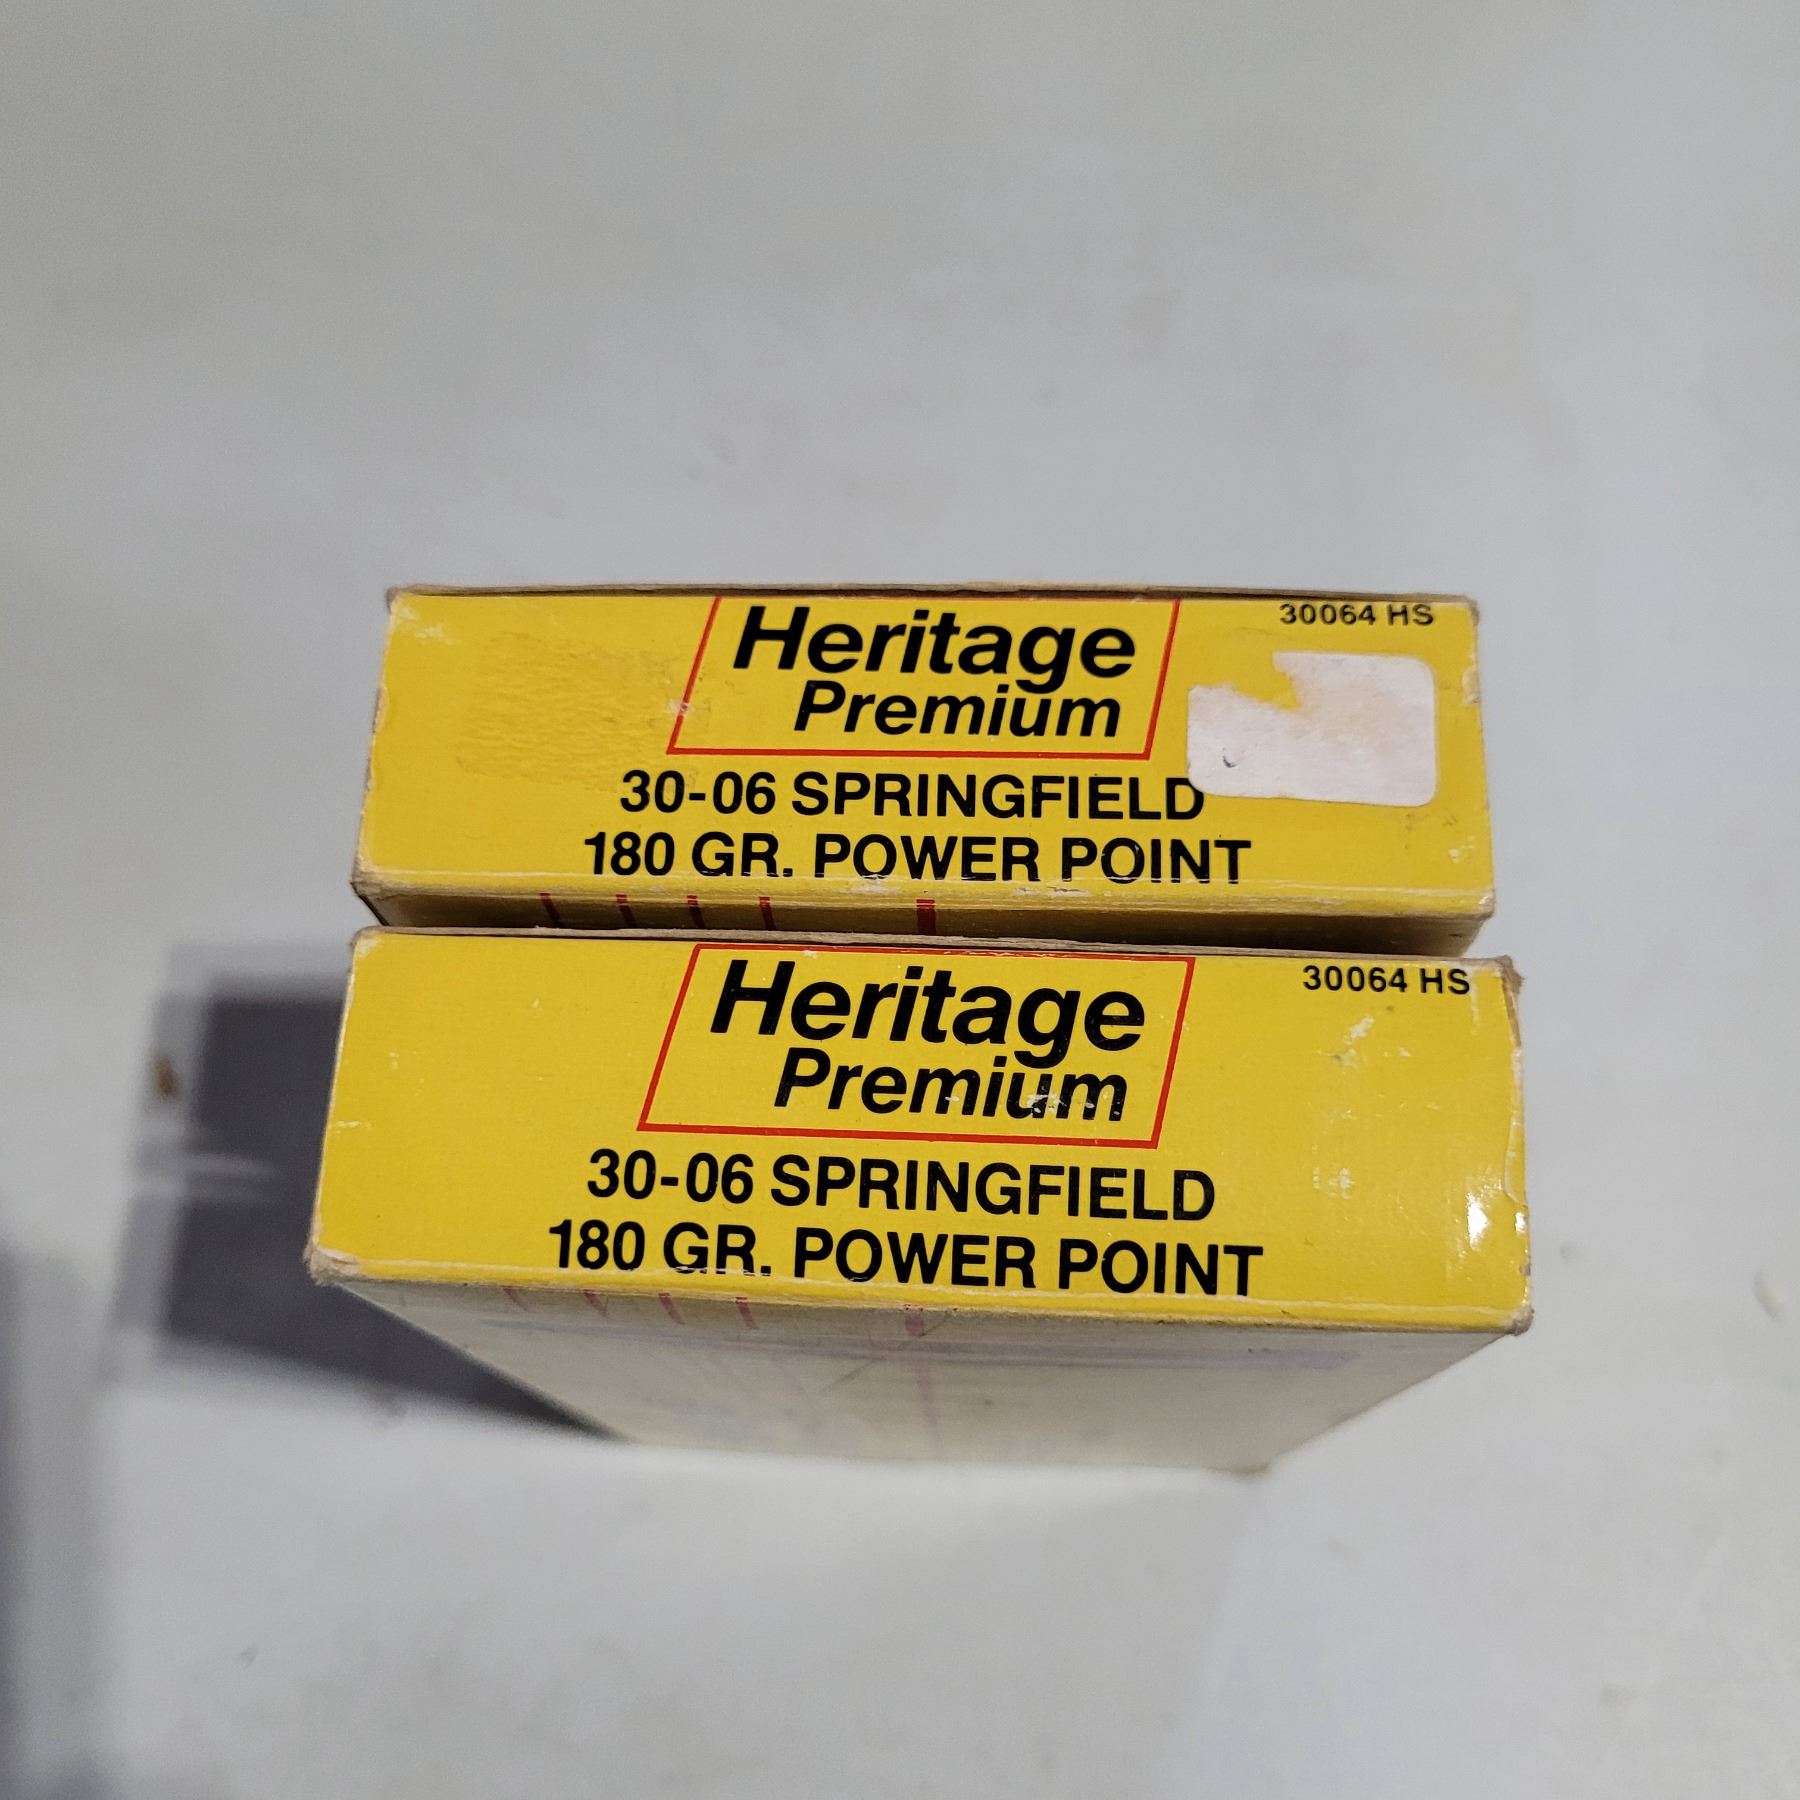 Heritage
Premium
30064 HS
30-06 SPRINGFIELD
180 GR. POWER POINT
Heritage
Premium
30064 HS
30-06 SPRINGFIELD
180 GR. POWER POINT